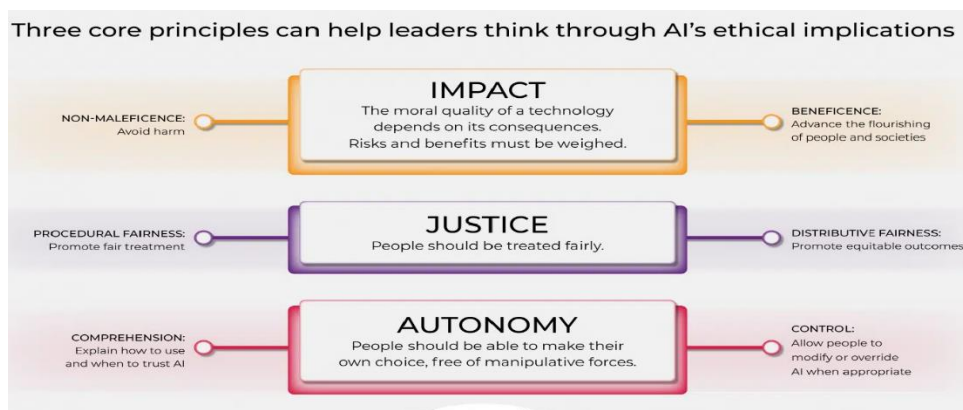 Three core principles can help leaders think through AI's ethical implications
IMPACT
The moral quality of a technology
depends on its consequences.
Risks and benefits must be weighed.
NON-MALEFICENCE:
Avoid harm
BENEFICENCE:
Advance the flourishing
of people and societies
JUSTICE
People should be treated fairly.
PROCEDURAL FAIRNESS:
Promote fair treatment
DISTRIBUTIVE FAIRNESS:
Promote equitable outcomes
AUTONOMY
People should be able to make their
own choice, free of manipulative forces.
COMPREHENSION:
Explain how to use
and when to trust AI
CONTROL:
Allow people to
modify or override
AI when appropriate